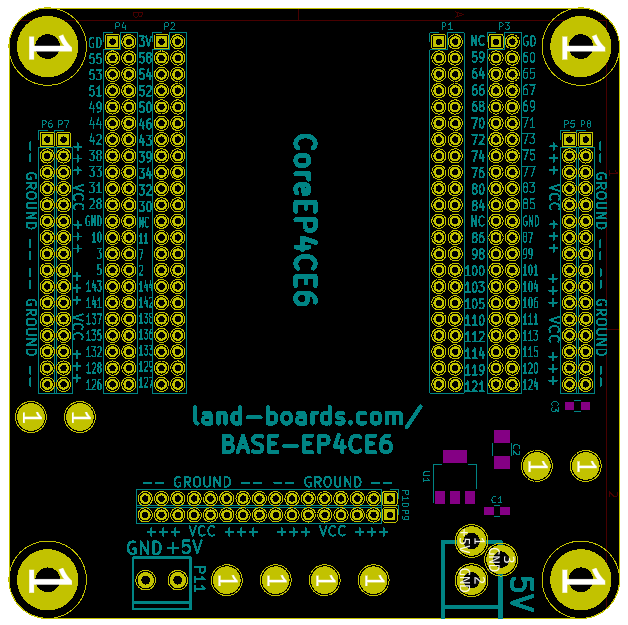 P4 P2 P1 P3
GD 3V NC GD
55 58 59 60
53 54 64 65
51 52 66 67
49 50 68 69
44 46 70 71
P6 P7 P5 P8
42 43 72 73
38 39 74 75
33 34 76 77
31 32 80 83
28 30 84 85
GND NC NC GND
10 11 86 87
3 7 98 99
5 2 100 101
143 144 103 104
141 142 105 106
137 138 110 111
135 136 112 113
132 133 114 115
128 129 119 120
126 127 121 124
-- GROUND -- -- GROUND --
+++ VCC +++ +++ VCC +++
CoreEP4CE6
+++ VCC +++ +++ VCC +++
-- GROUND -- -- GROUND --
land-boards.com/
BASE-EP4CE6
C3
C2
U1
C1
-- GROUND -- -- GROUND --
P10 P9
+++ VCC +++ +++ VCC +++
GND +5V
P11
5V
1
1
1
1
1
1
1
1
1
1
1
1